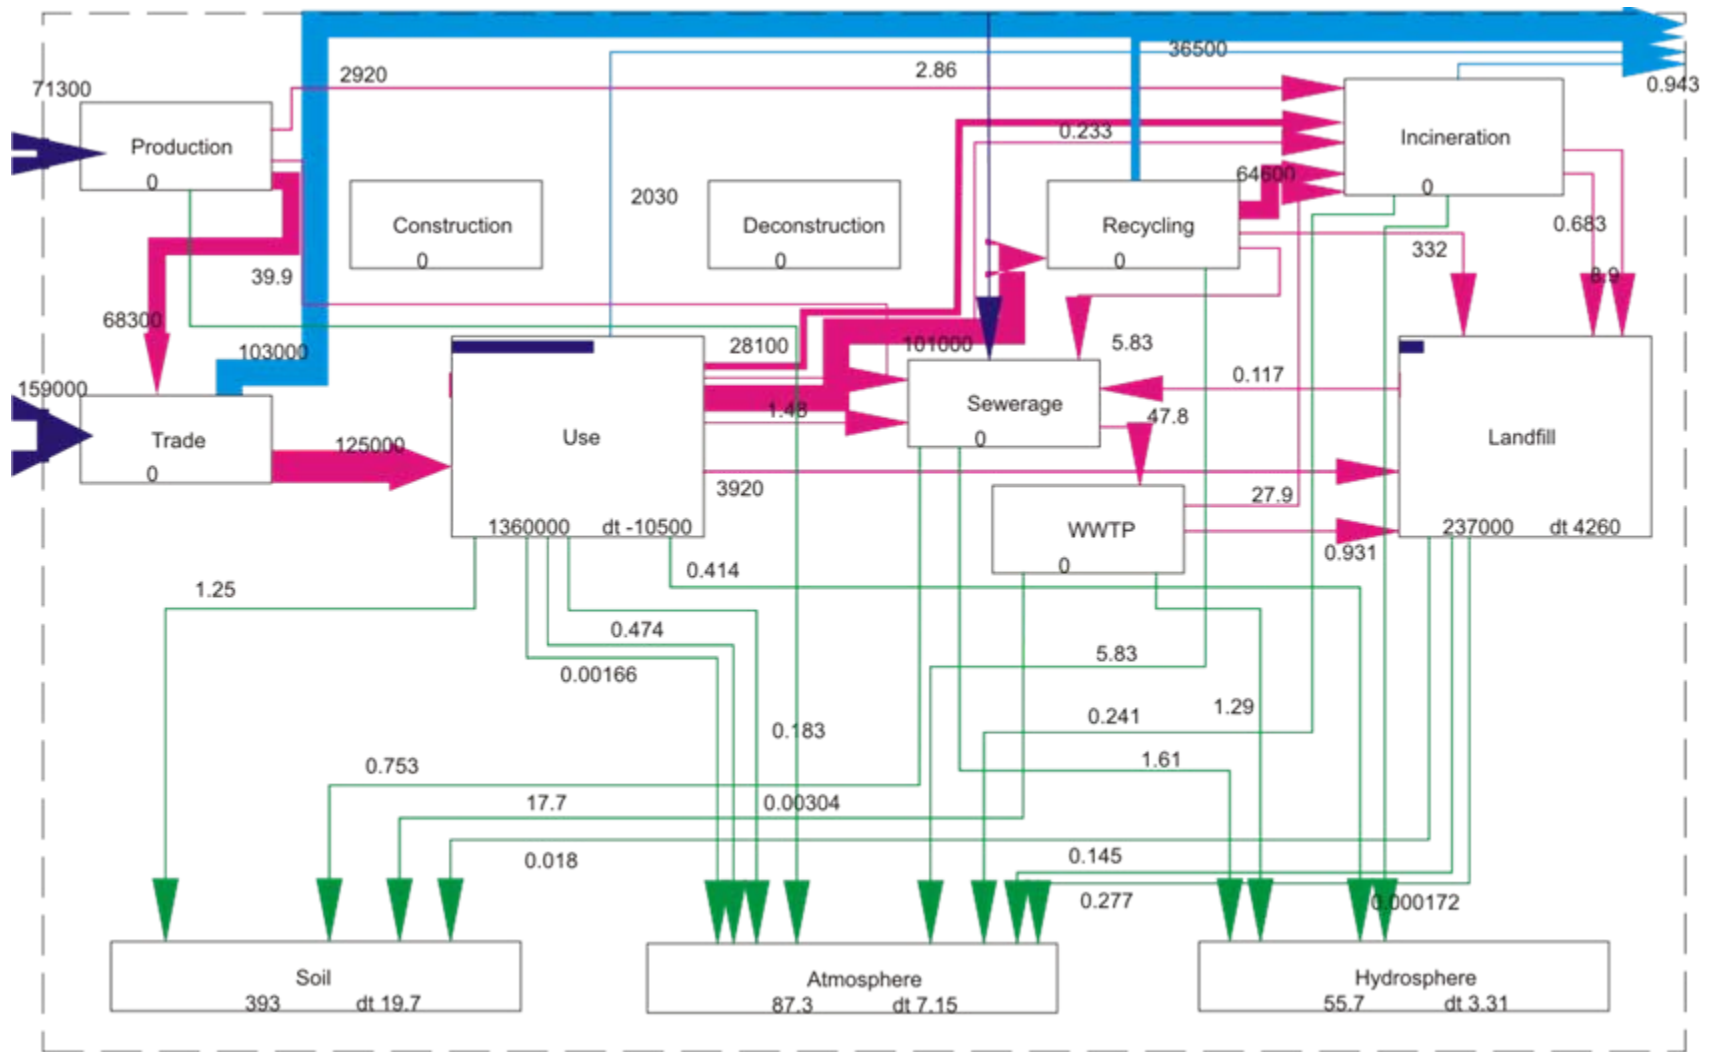 36500
2920
2.86
71300
0.943
Production
0
0.233
Incineration
0
64600
2030
Construction
0
Deconstruction
0
Recycling
0
0.683
332
8.9
39.9
68300
103000
28100
101000
5.83
0.117
159000
1.48
Sewerage
0
47.8
Trade
0
125000
Use
1360000 dt -10500
Landfill
237000 dt 4260
3920
27.9
WWTP
0
0.931
0.414
1.25
0.474
0.00166
5.83
0.183
0.241
1.29
0.753
1.61
17.7
0.00304
0.018
0.145
0.277
0.000172
Soil
393 dt 19.7
Atmosphere
87.3 dt 7.15
Hydrosphere
55.7 dt 3.31